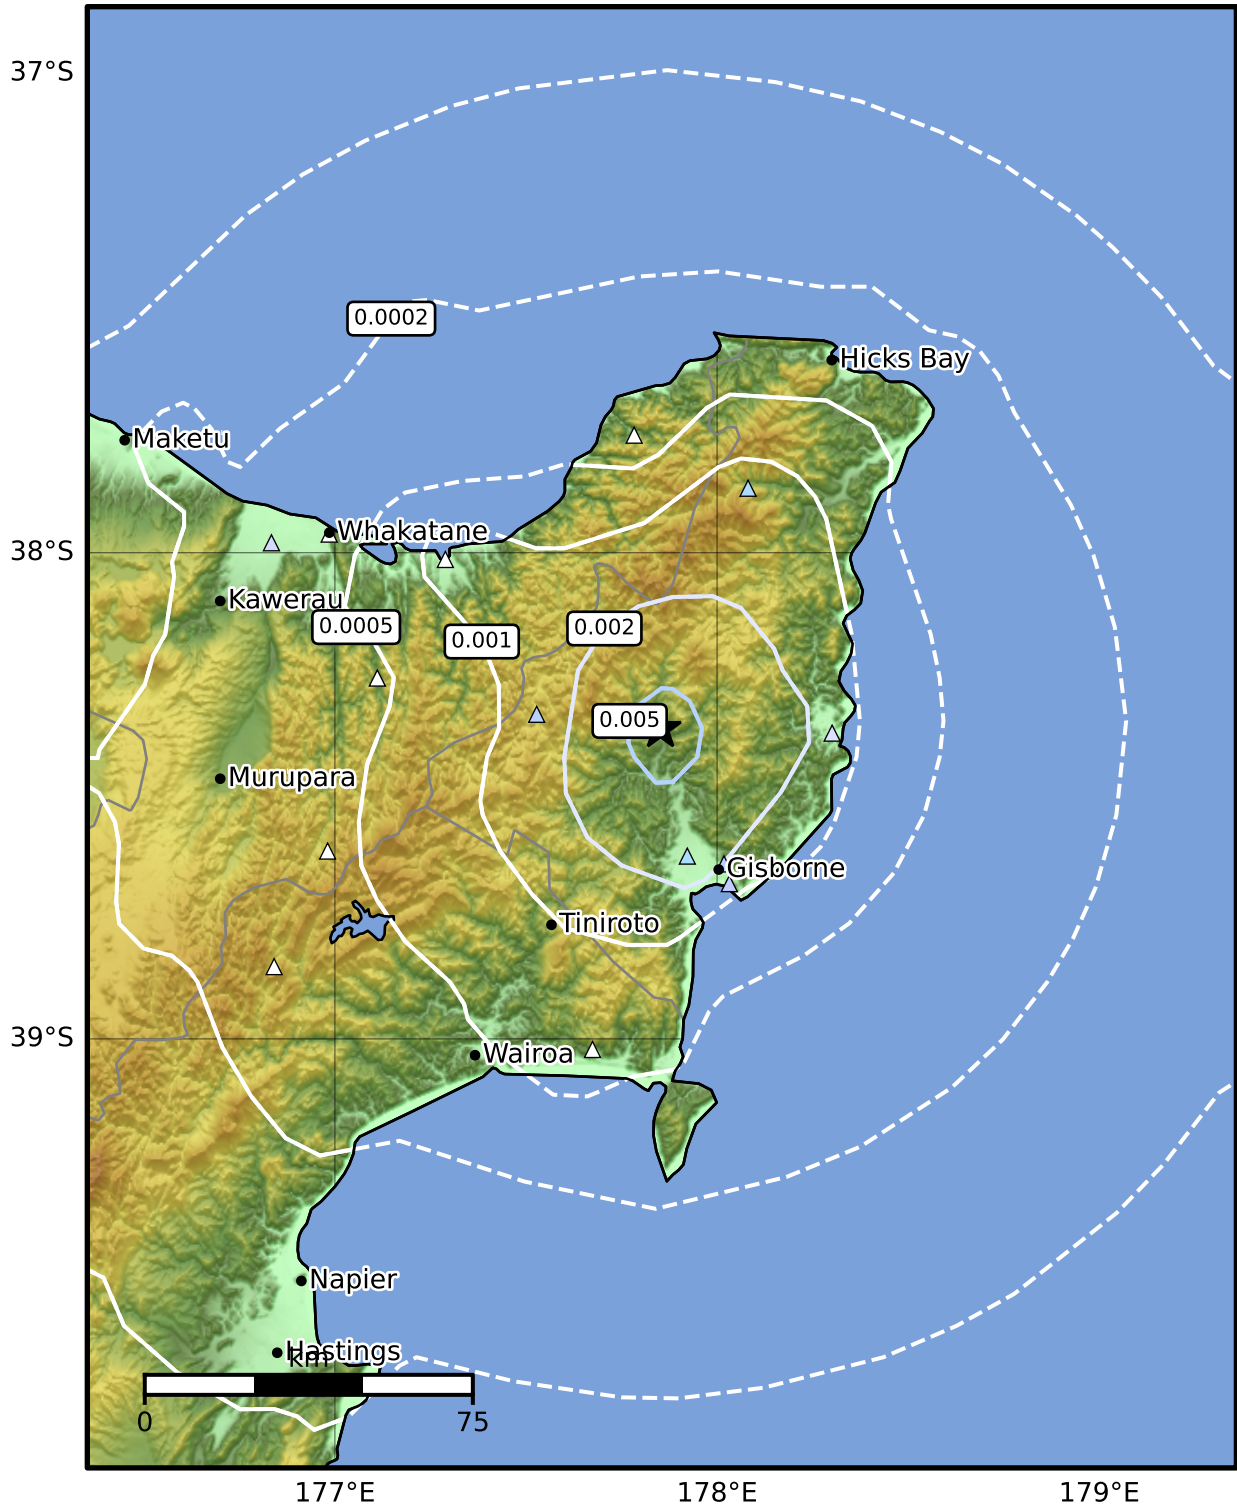 37°S
0.0002
Hicks Bay
Maketu
Whakatane
38°S
Kawerau
0.0005
0.001
0.002
0.005
Murupara
Gisborne
Tiniroto
39°S
Wairoa
Napier
Hastings
km
0
75
177°E
178°E
179°E